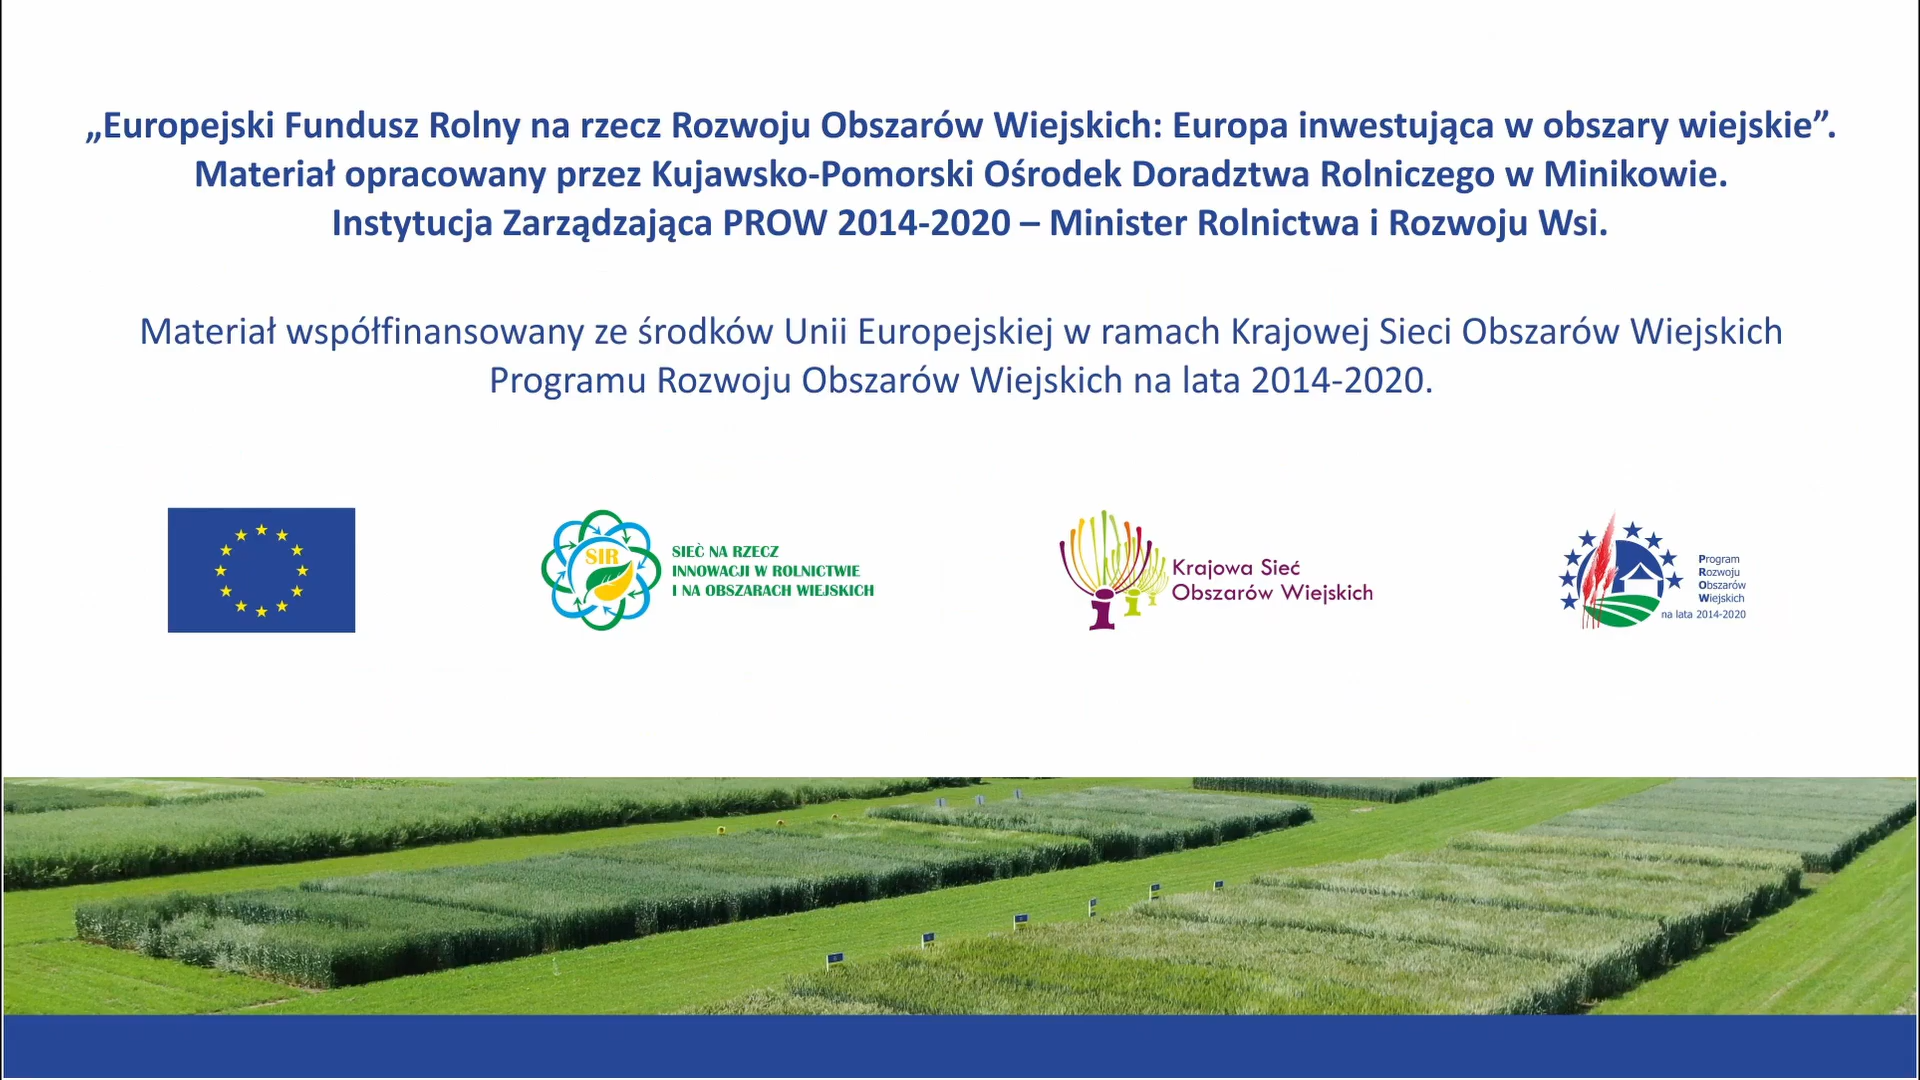 „Europejski Fundusz Rolny na rzecz Rozwoju Obszarów Wiejskich: Europa inwestująca w obszary wiejskie”.
Materiał opracowany przez Kujawsko-Pomorski Ośrodek Doradztwa Rolniczego w Minikowie.
Instytucja Zarządzająca PROW 2014-2020 – Minister Rolnictwa i Rozwoju Wsi.
Materiał współfinansowany ze środków Unii Europejskiej w ramach Krajowej Sieci Obszarów Wiejskich
Programu Rozwoju Obszarów Wiejskich na lata 2014-2020.
SIR
SIEĆ NA RZECZ
INNOWACJI W ROLNICTWIE
I NA OBSZARACH WIEJSKICH
Krajowa Sieć
Obszarów Wiejskich
Program
Rozwoju
Obszarów
Wiejskich
na lata 2014-2020